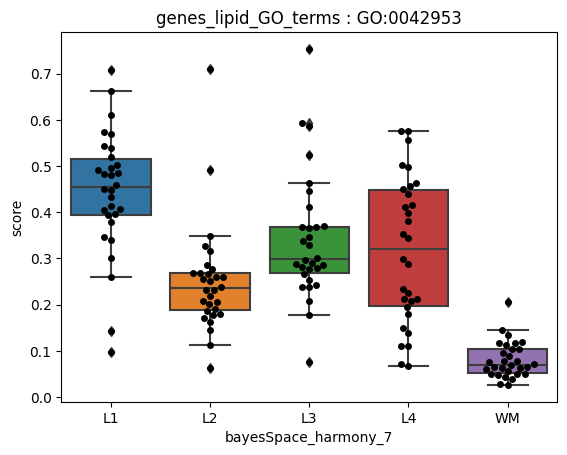 genes_lipid_GO_terms : GO:0042953
score
0.7
0.6
0.5
0.4
0.3
0.2
0.1
0.0
L1 L2 L3 L4 WM
bayesSpace_harmony_7